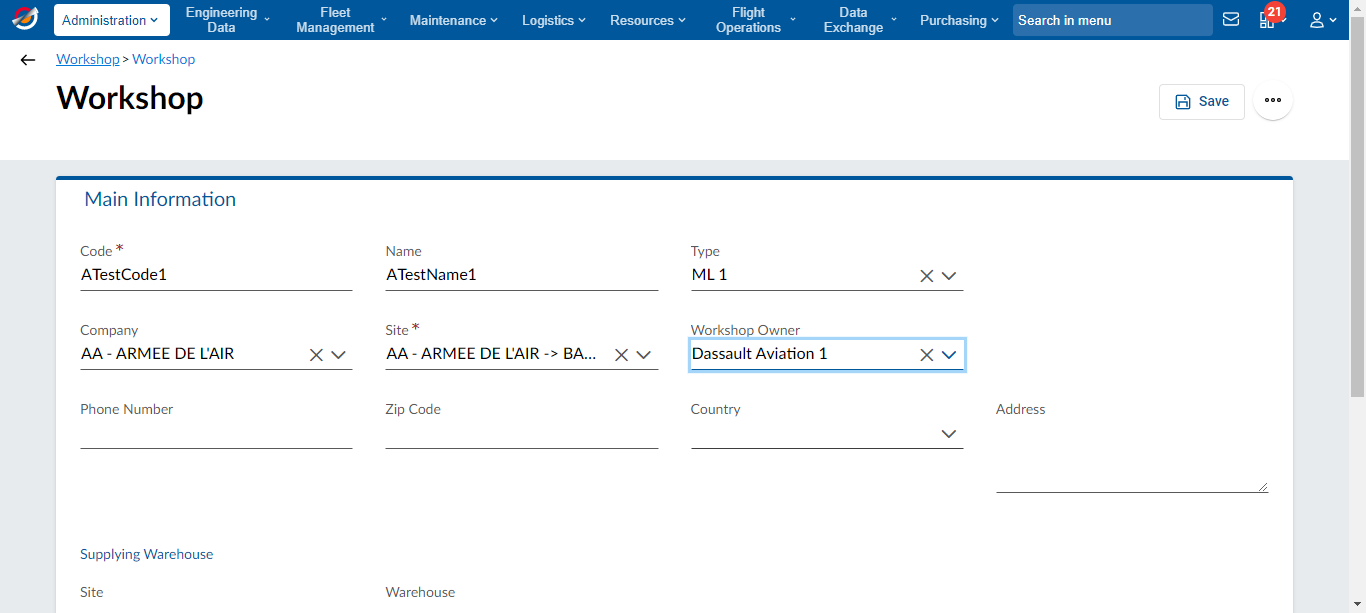 Administration
Engineering Data
Fleet Management
Maintenance
Logistics
Resources
Flight Operations
Data Exchange
Purchasing
Search in menu
21
Workshop > Workshop
Workshop
Save
Main Information
Code *
Name
Type
ATestCode1
ATestName1
ML 1
Company
Site *
Workshop Owner
AA - ARMEE DE L'AIR
AA - ARMEE DE L'AIR -> BA...
Dassault Aviation 1
Phone Number
Zip Code
Country
Address
Supplying Warehouse
Site
Warehouse